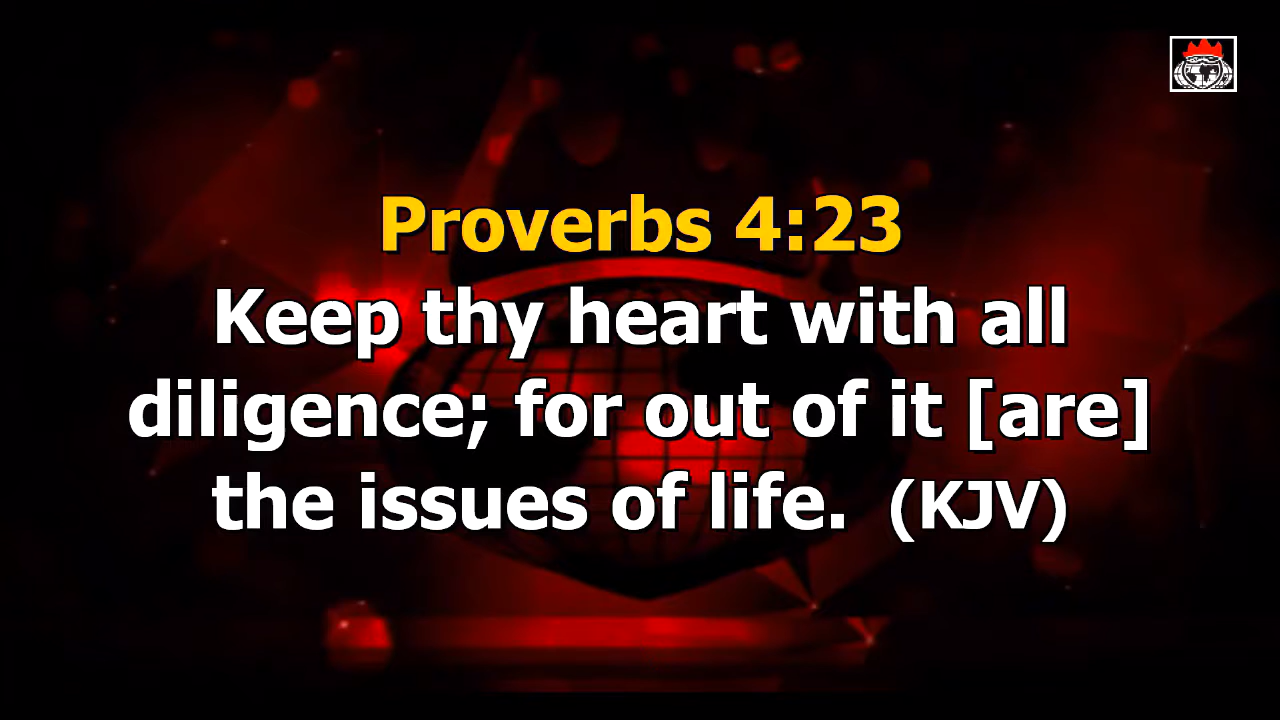 Proverbs 4:23
Keep thy heart with all
diligence; for out of it [are]
the issues of life.  (KJV)